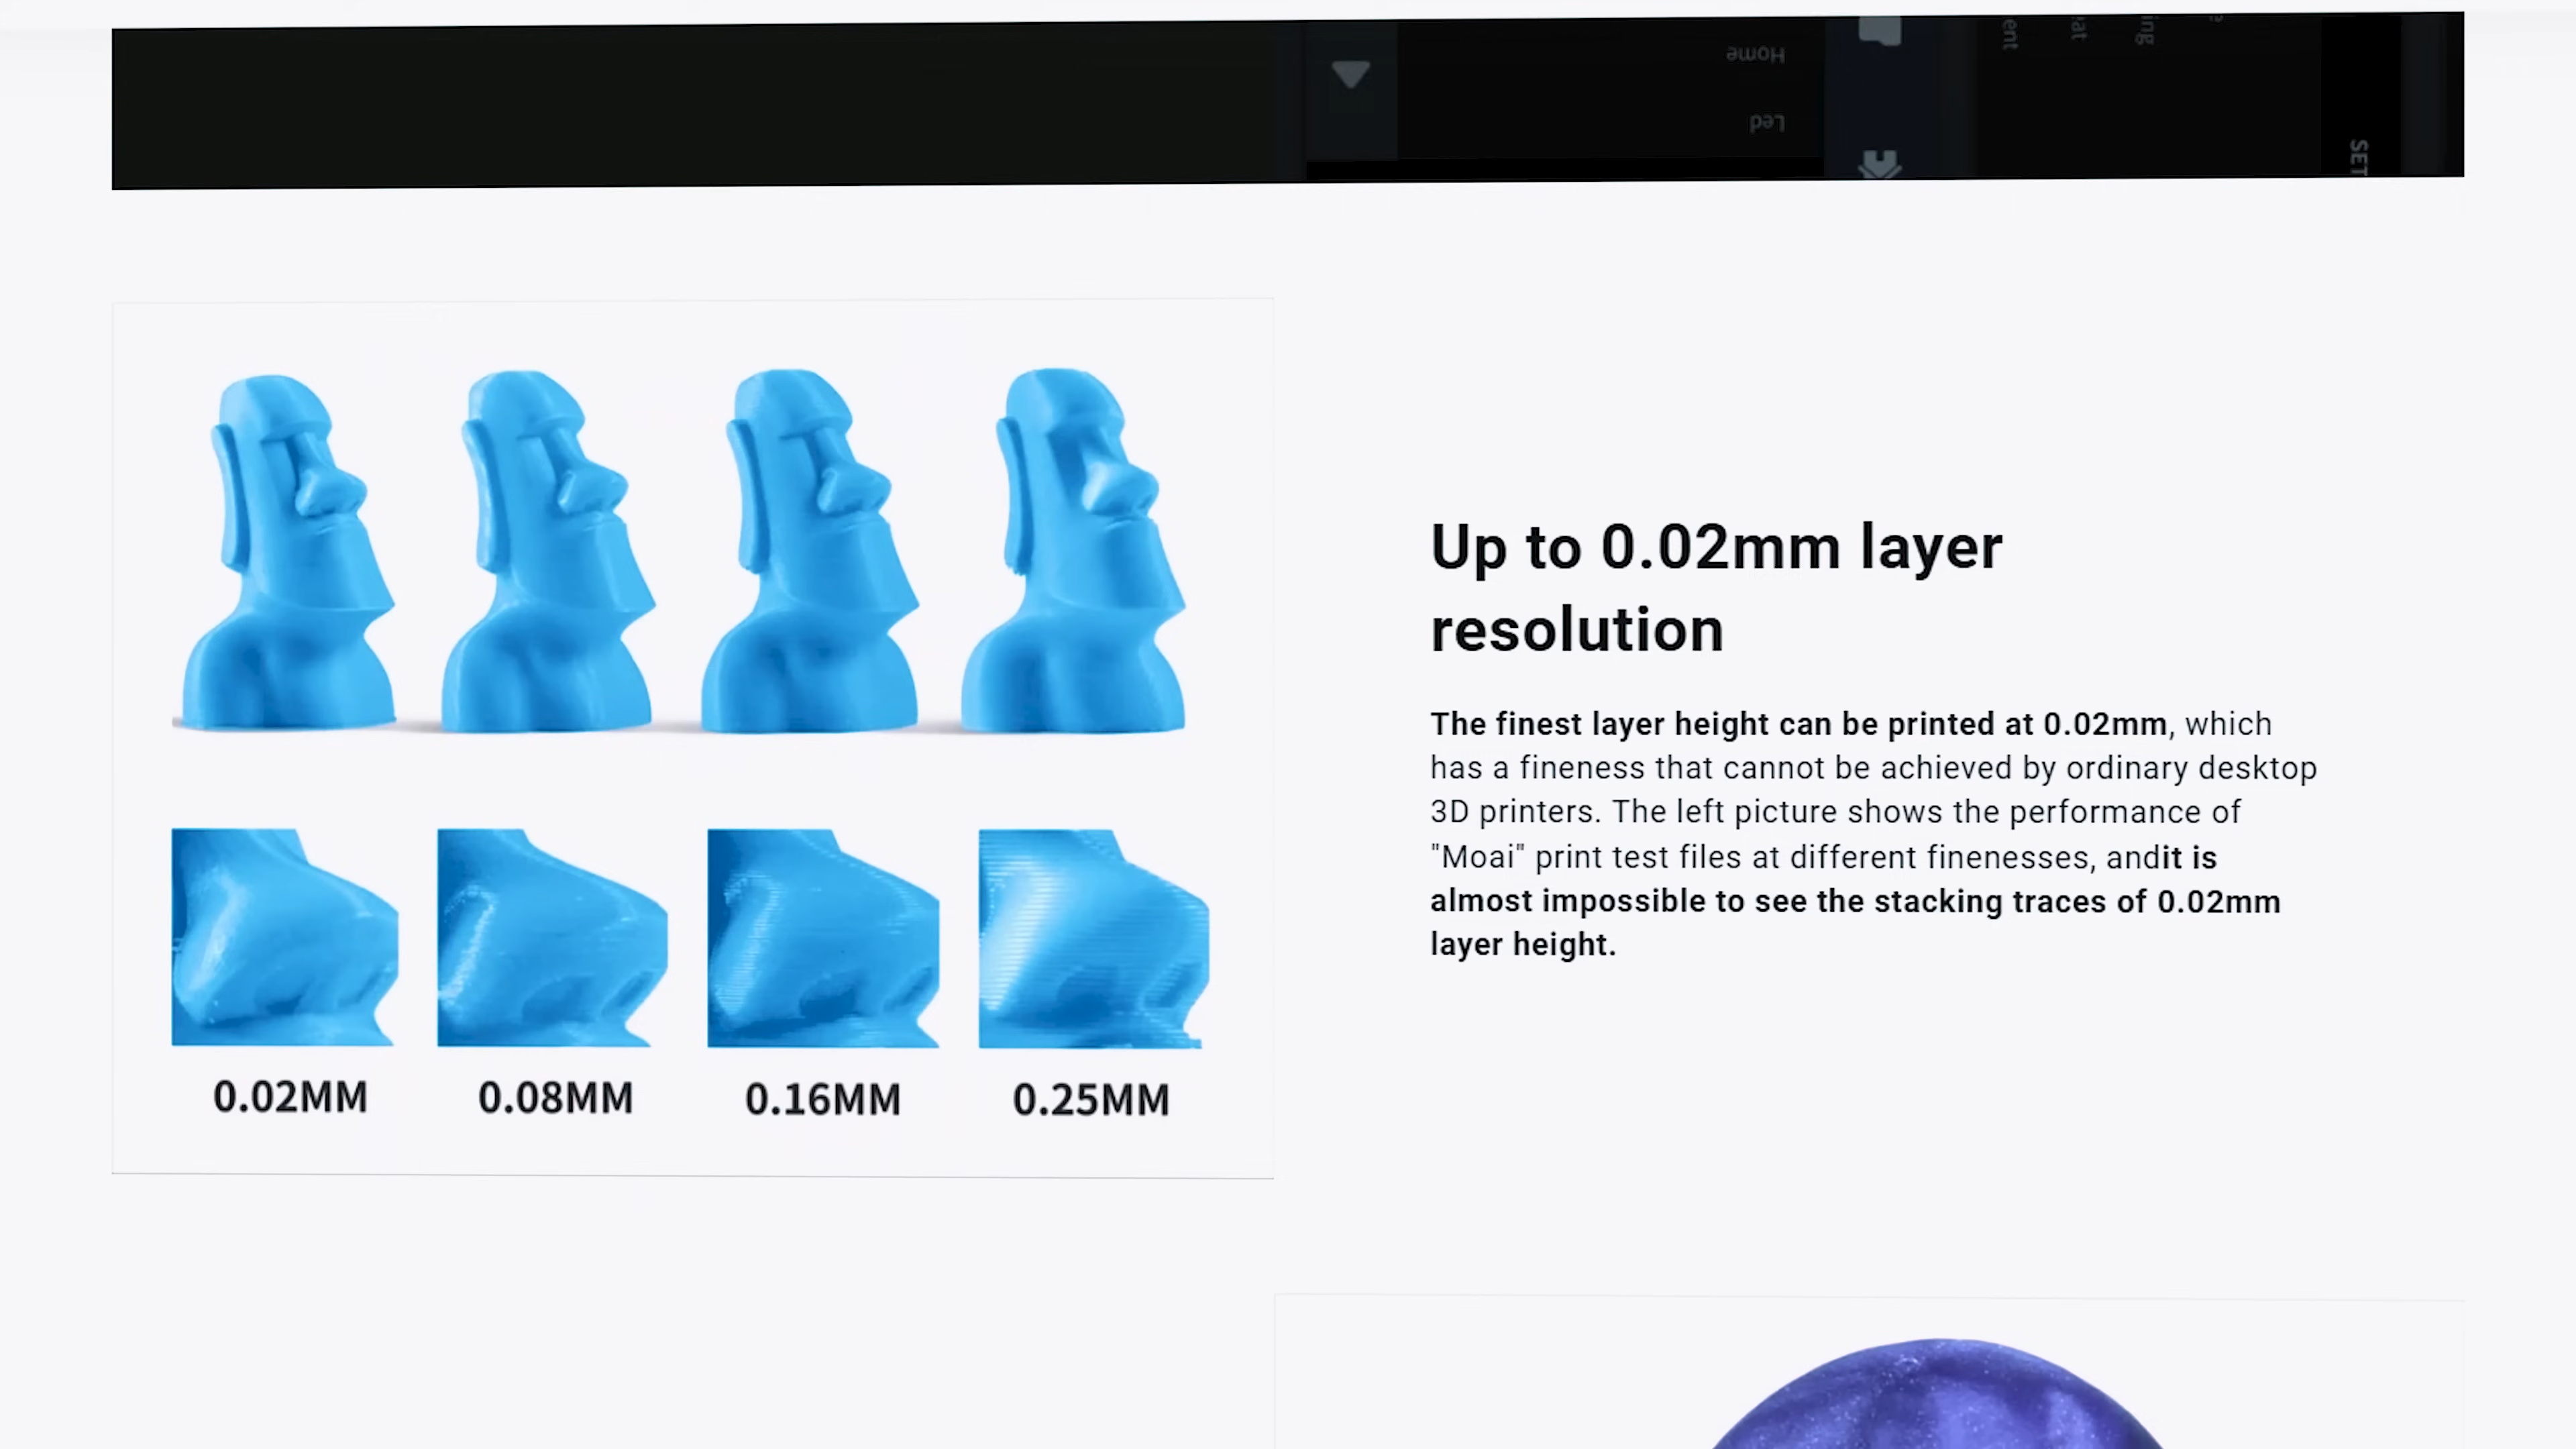 Home
Led
SET
0.02MM 0.08MM 0.16MM 0.25MM
Up to 0.02mm layer
resolution
The finest layer height can be printed at 0.02mm, which
has a fineness that cannot be achieved by ordinary desktop
3D printers. The left picture shows the performance of
"Moai" print test files at different finenesses, andit is
almost impossible to see the stacking traces of 0.02mm
layer height.